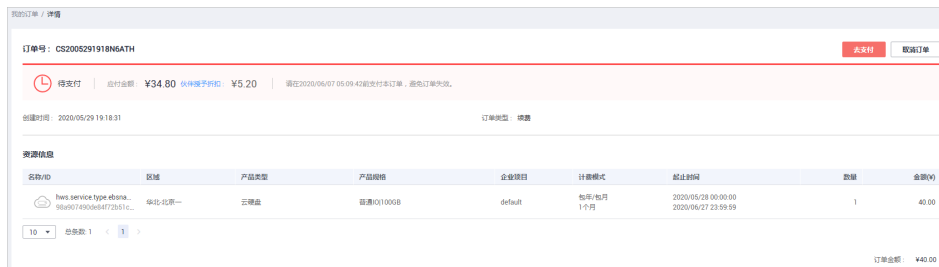 我的订单 / 详情
订单号： CS2005291918N6ATH
去支付 取消订单
待支付 应付金额： ¥34.80 伙伴授予折扣： ¥5.20 请在2020/06/07 05:09:42前支付本订单，避免订单失效。
创建时间： 2020/05/29 19:18:31 订单类型： 续费
资源信息
名称/ID 区域 产品类型 产品规格 企业项目 计费模式 起止时间 数量 金额(¥)
hws.service.type.ebsna... 华北-北京一 云硬盘 普通IO|100GB default 包年/包月 2020/05/28 00:00:00 1 40.00
98a907490de84f72b51c... 1个月 2020/06/27 23:59:59
10 总条数: 1 < 1 >
订单金额： ¥40.00